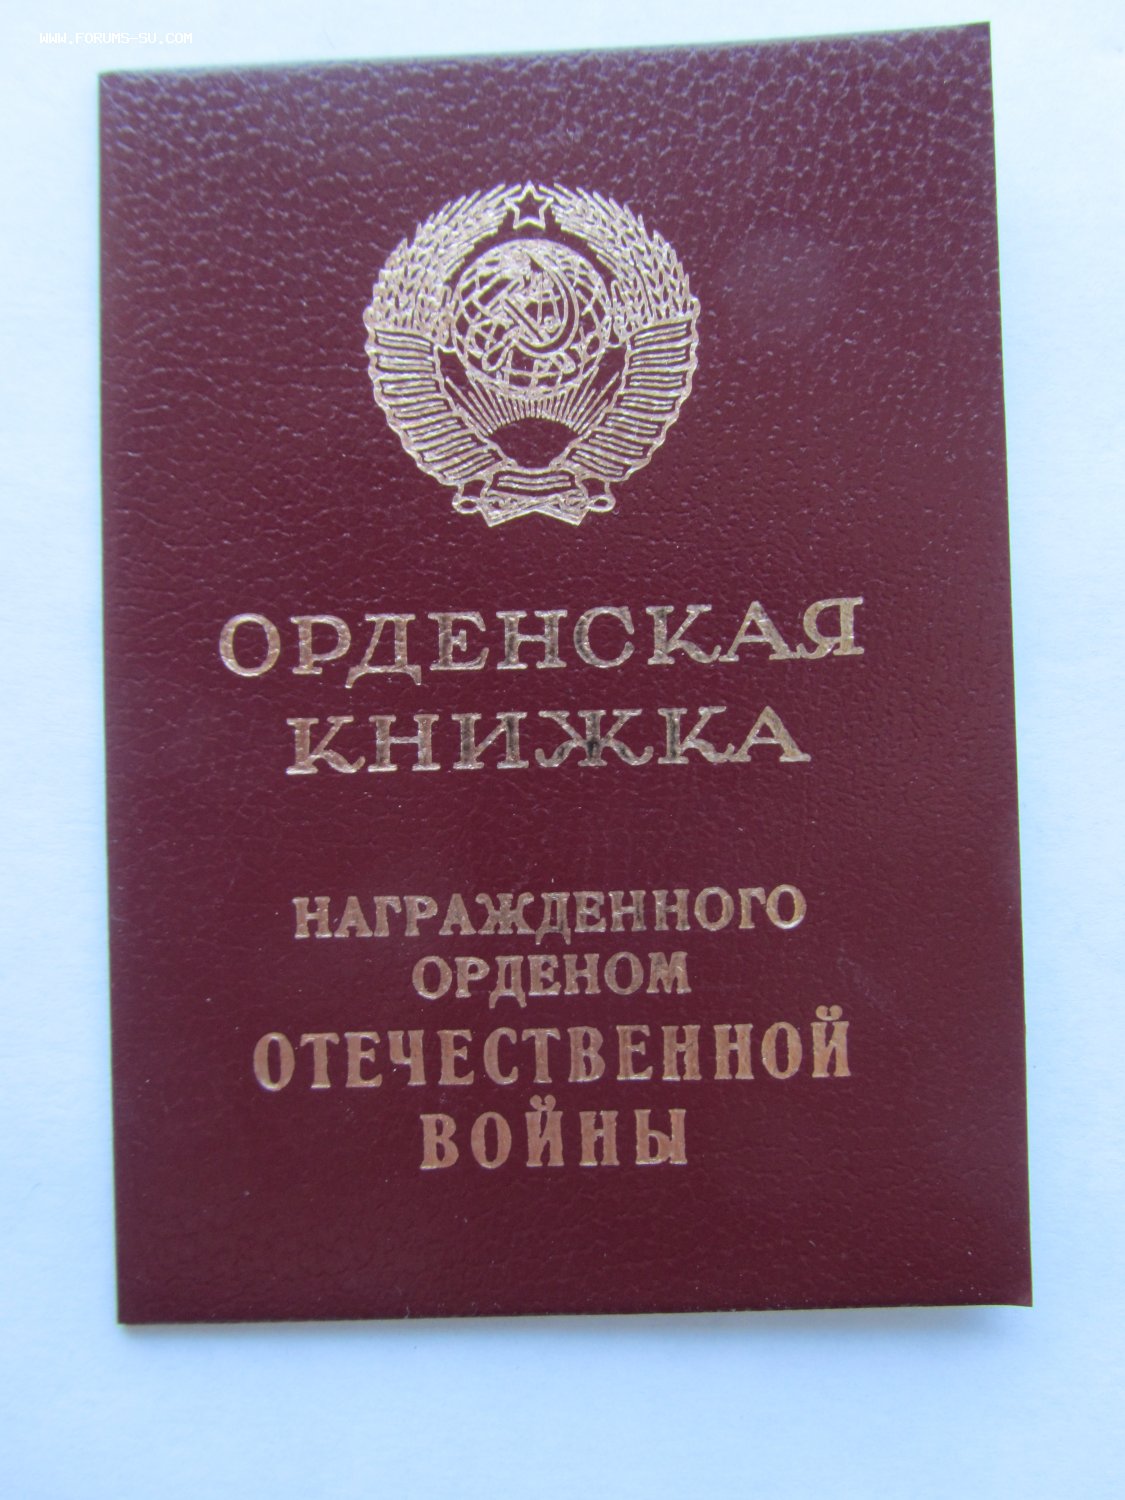 www.FORUMS-SU.COM
ОРДЕНСКАЯ
КНИЖКА
НАГРАЖДЕННОГО
ОРДЕНОМ
ОТЕЧЕСТВЕННОЙ
ВОЙНЫ